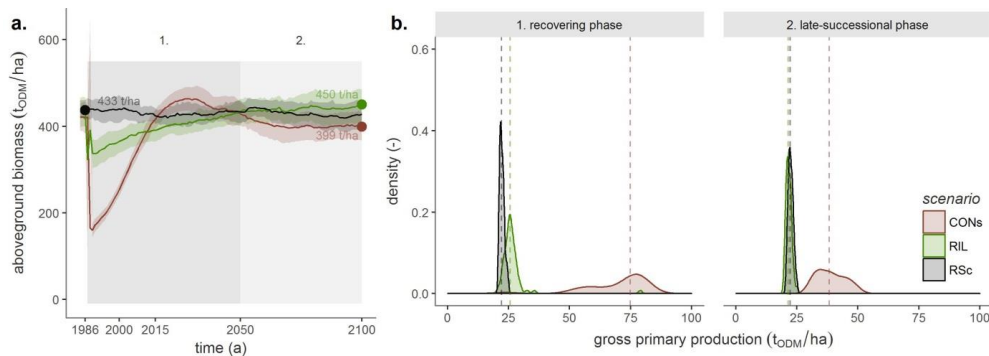 a.
aboveground biomass (tODM/ha)
600
400
200
0
1.
2.
433 t/ha
450 t/ha
399 t/ha
1986
2000
2015
2050
2100
time (a)
b.
1. recovering phase
2. late-successional phase
density (-)
0.6
0.4
0.2
0.0
0
25
50
75
100
0
25
50
75
100
gross primary production (tODM/ha)
scenario
CONs
RIL
RSc